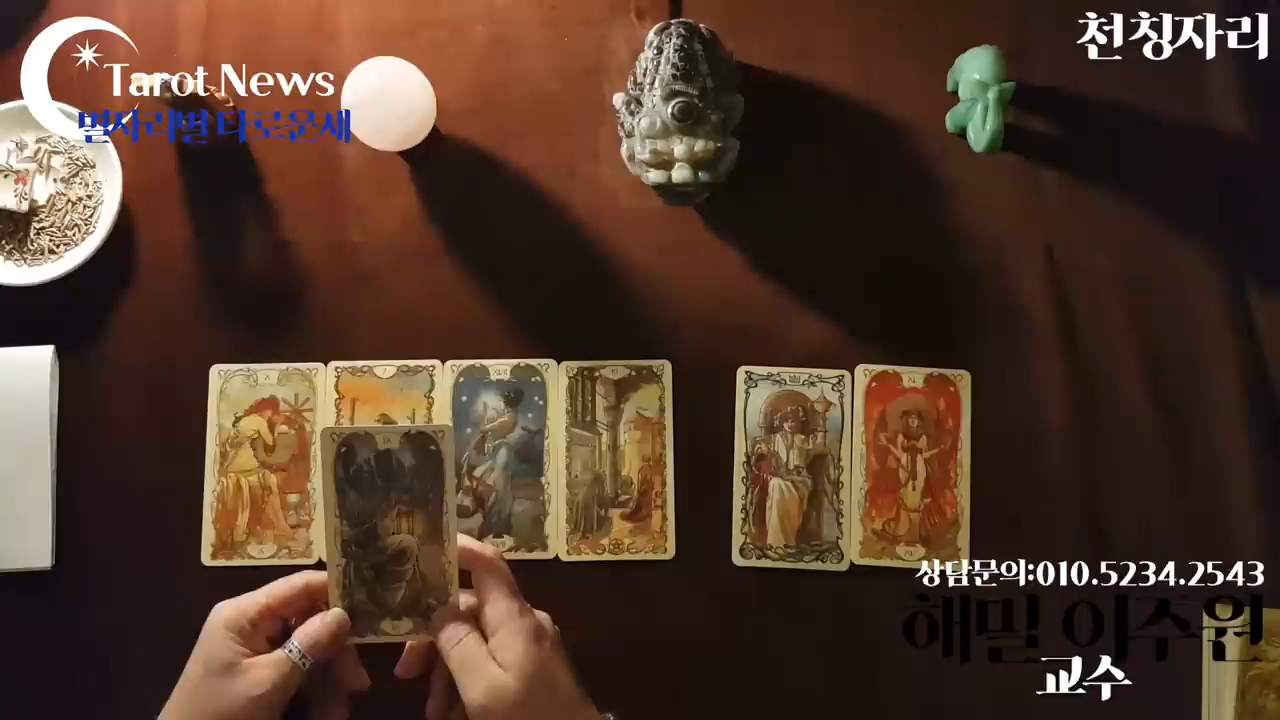 천칭자리
Tarot News
별자리별 타로운세
상담문의:010.5234.2543
해밀 이주원
교수